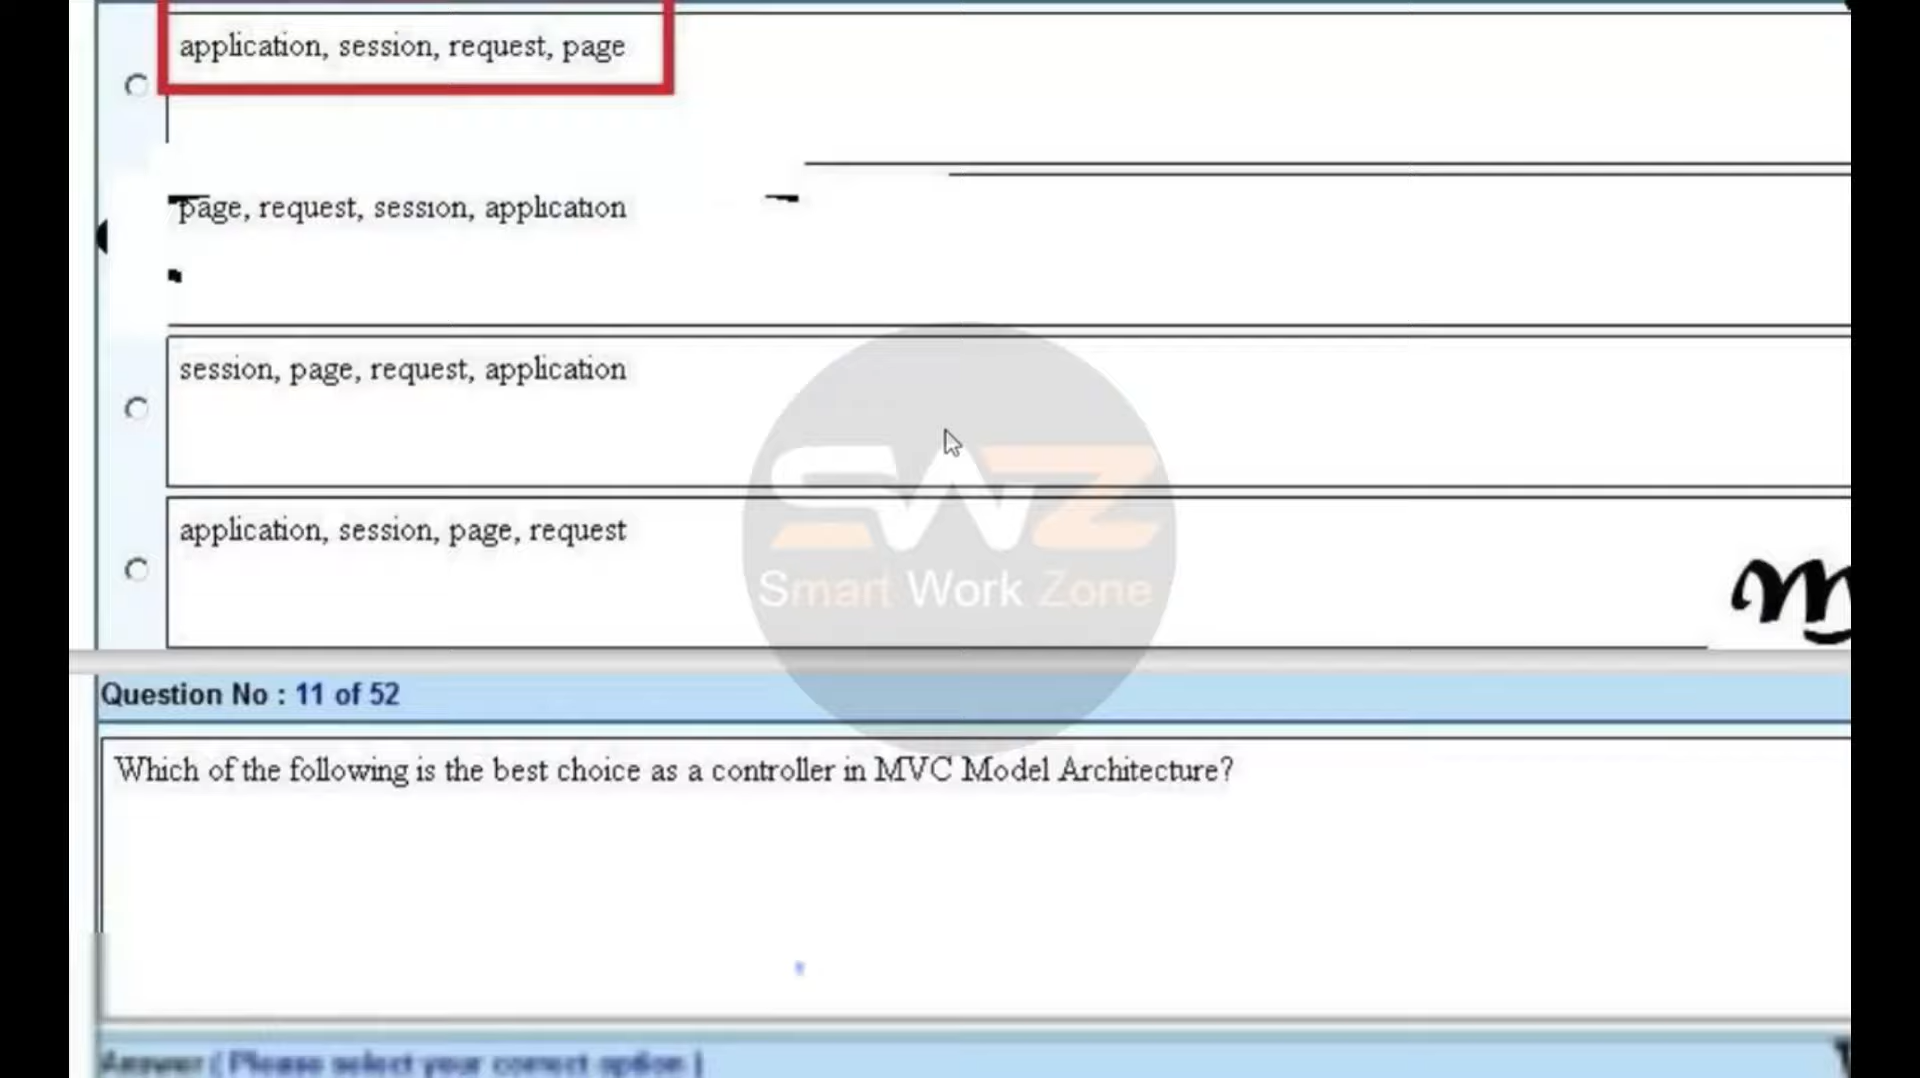 application, session, request, page
page, request, session, application
session, page, request, application
application, session, page, request
SWZ
Smart Work Zone
Question No : 11 of 52
Which of the following is the best choice as a controller in MVC Model Architecture?
Answer ( Please select your correct option )